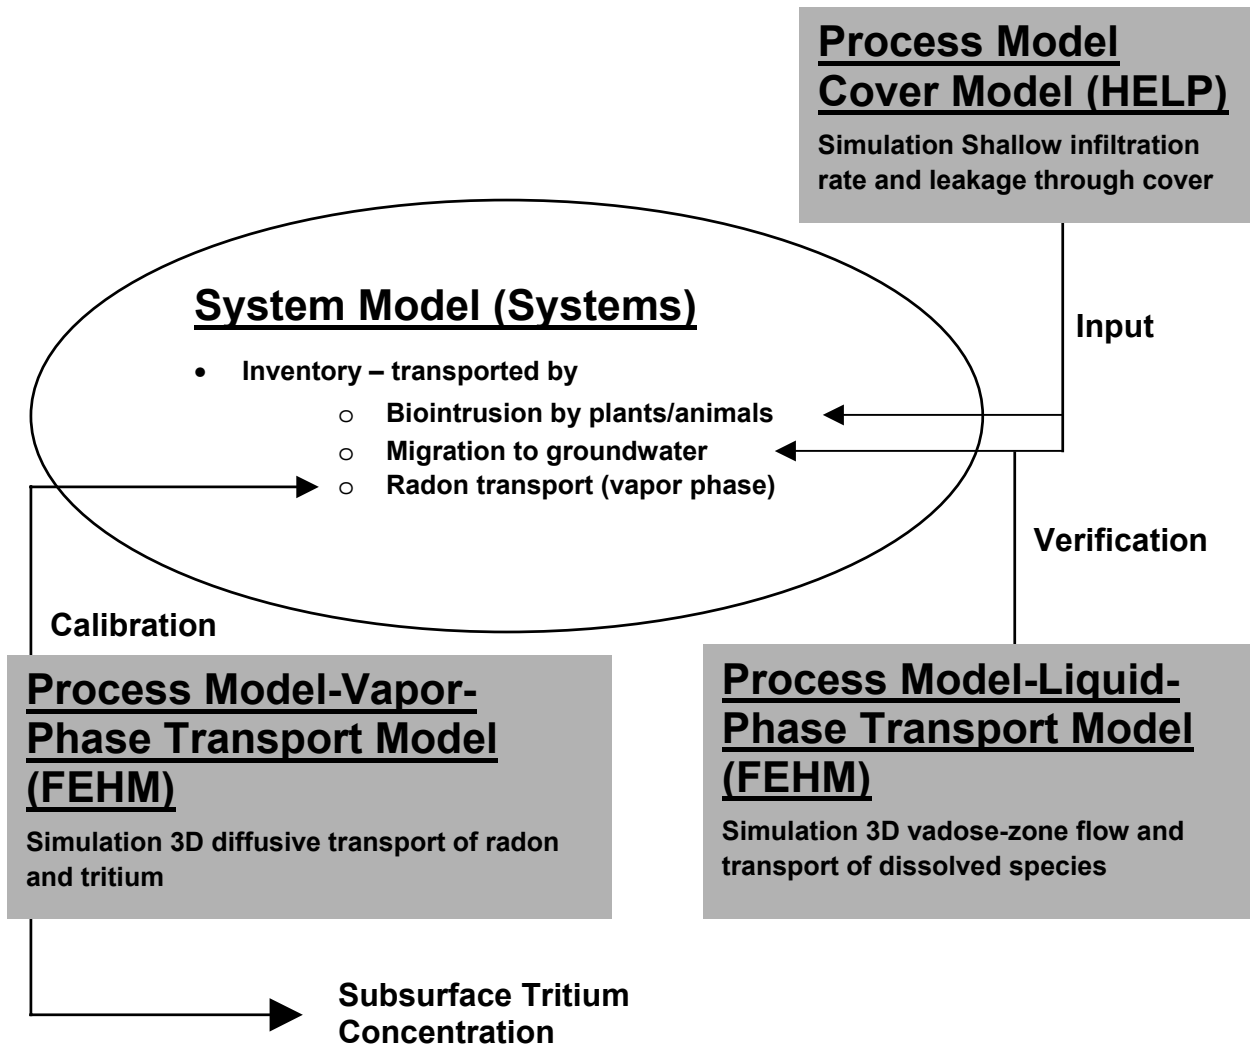 Process Model
Cover Model (HELP)
Simulation Shallow infiltration
rate and leakage through cover
System Model (Systems)
• Inventory – transported by
o Biointrusion by plants/animals
o Migration to groundwater
o Radon transport (vapor phase)
Input
Verification
Calibration
Process Model-Vapor-
Phase Transport Model
(FEHM)
Simulation 3D diffusive transport of radon
and tritium
Process Model-Liquid-
Phase Transport Model
(FEHM)
Simulation 3D vadose-zone flow and
transport of dissolved species
Subsurface Tritium
Concentration